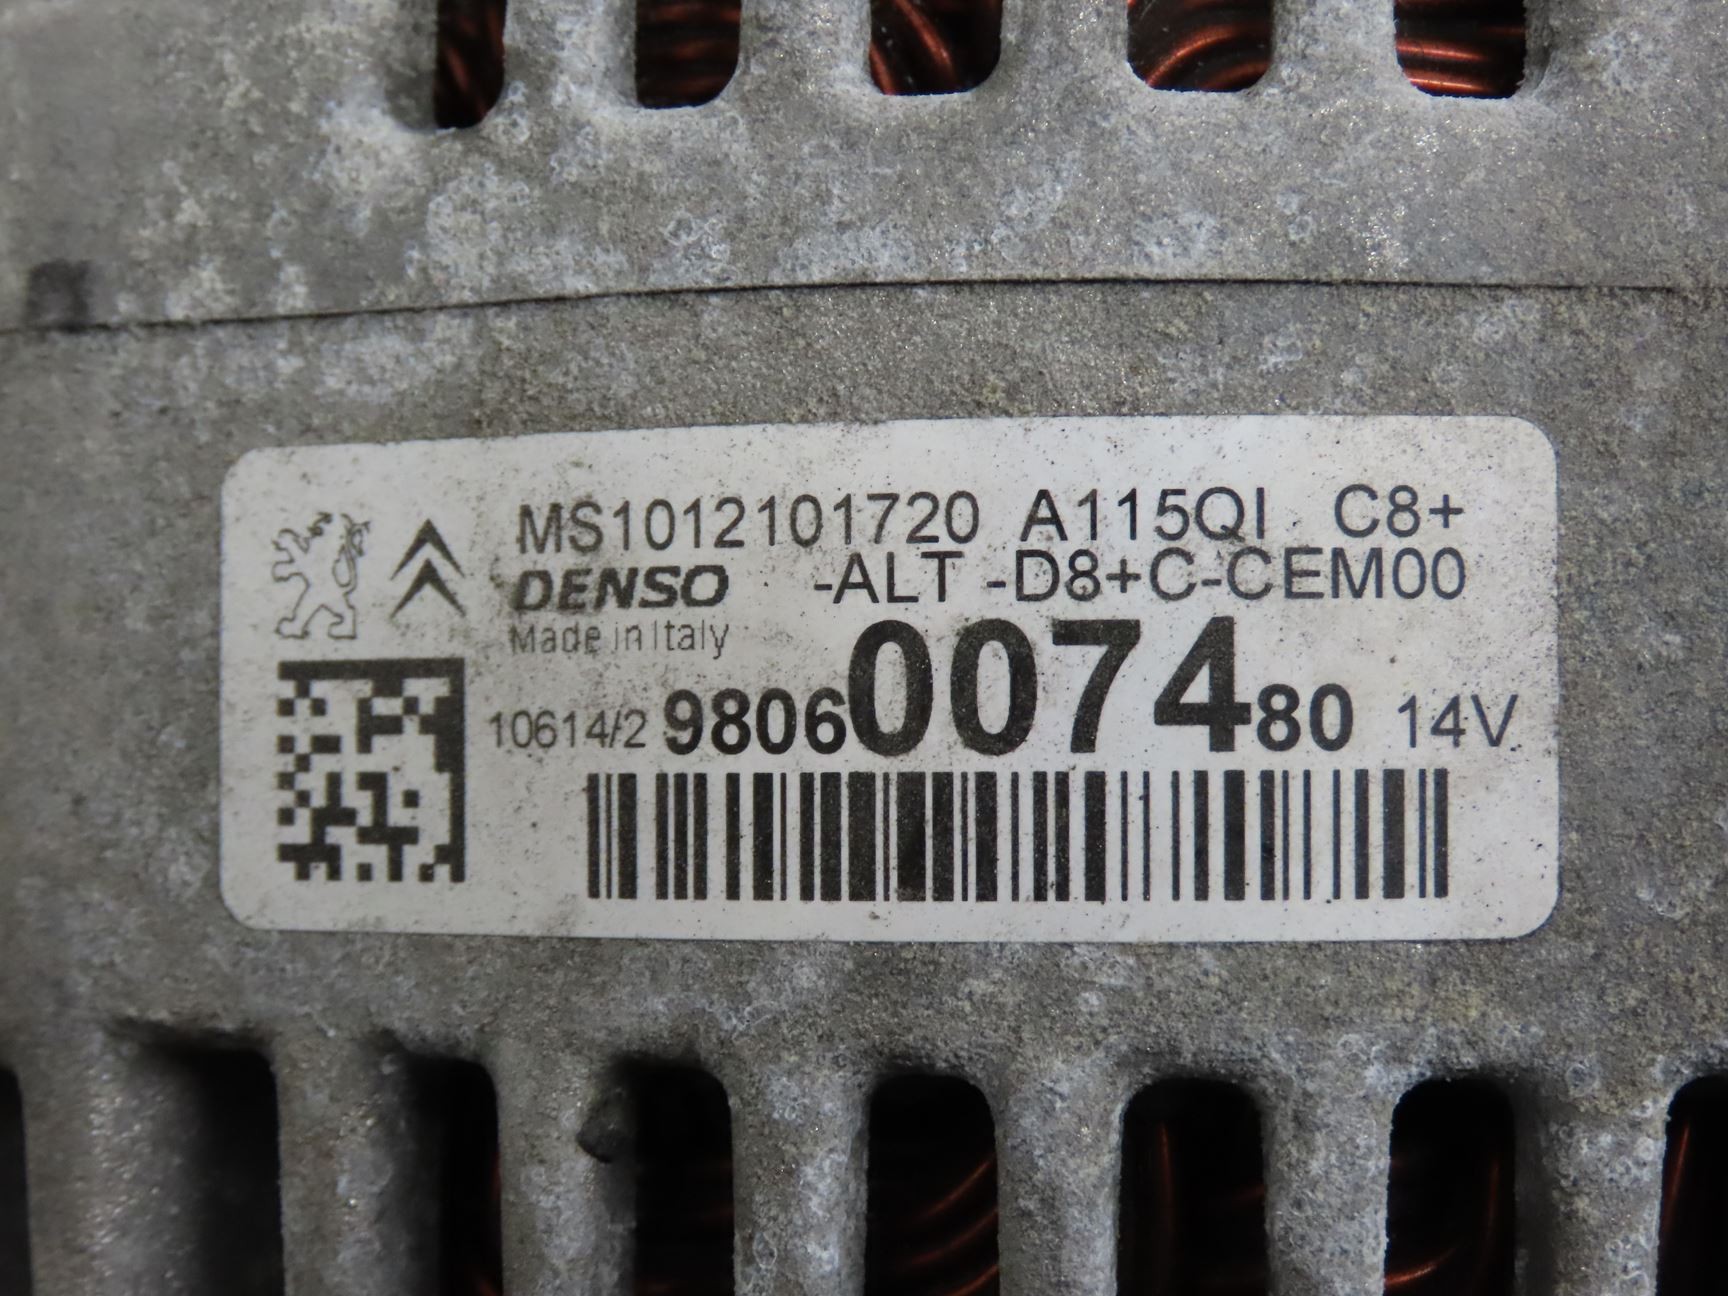 MS1012101720 A115QI C8+
DENSO -ALT -D8+C-CEM00
Made in Italy
10614/2 9806007480 14V